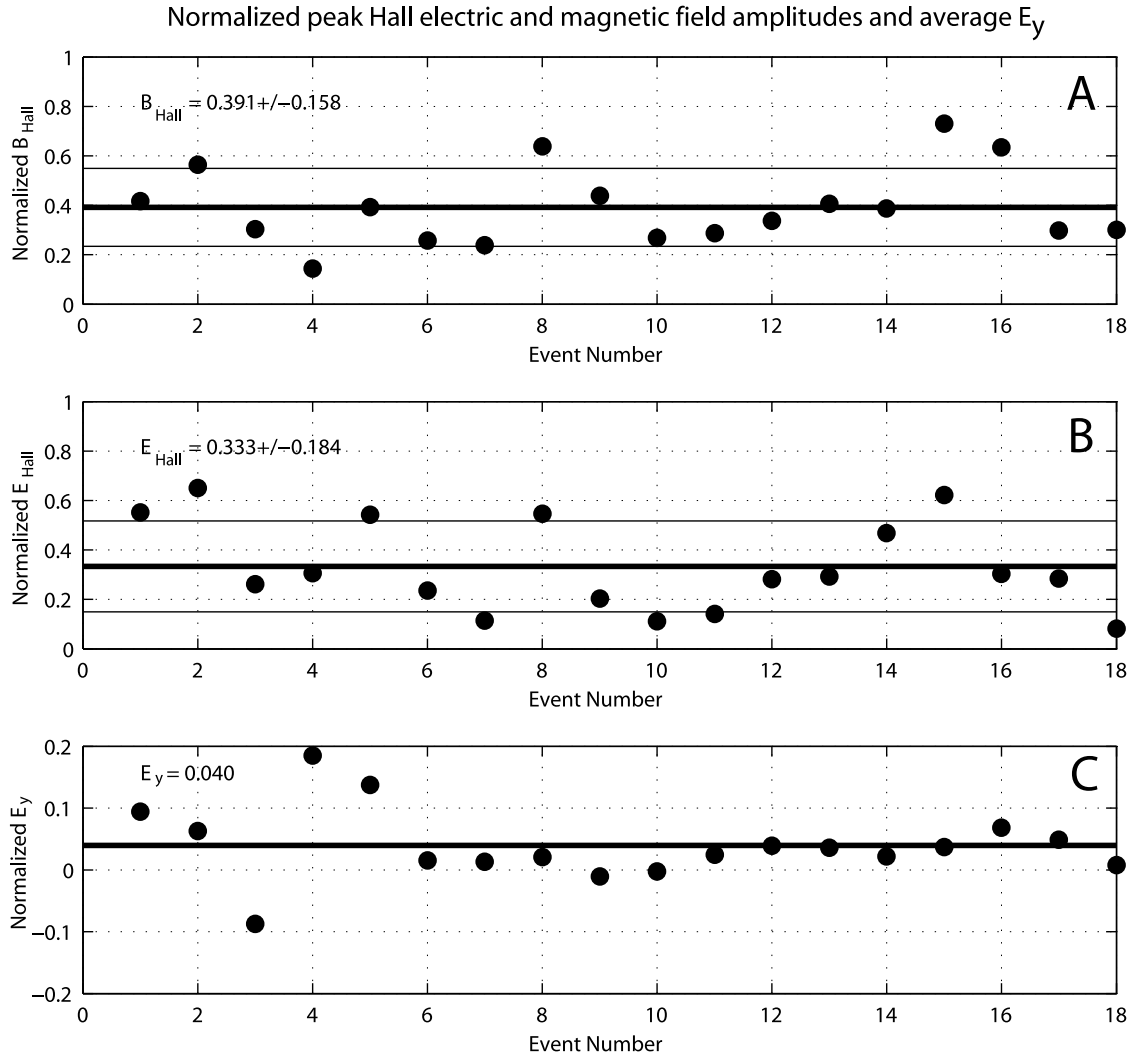 Normalized peak Hall electric and magnetic field amplitudes and average E_y
A
B_Hall = 0.391+/−0.158
Normalized B_Hall
1
0.8
0.6
0.4
0.2
0
0 2 4 6 8 10 12 14 16 18
Event Number
B
E_Hall = 0.333+/−0.184
Normalized E_Hall
1
0.8
0.6
0.4
0.2
0
0 2 4 6 8 10 12 14 16 18
Event Number
C
E_y = 0.040
Normalized E_y
0.2
0.1
0
−0.1
−0.2
0 2 4 6 8 10 12 14 16 18
Event Number